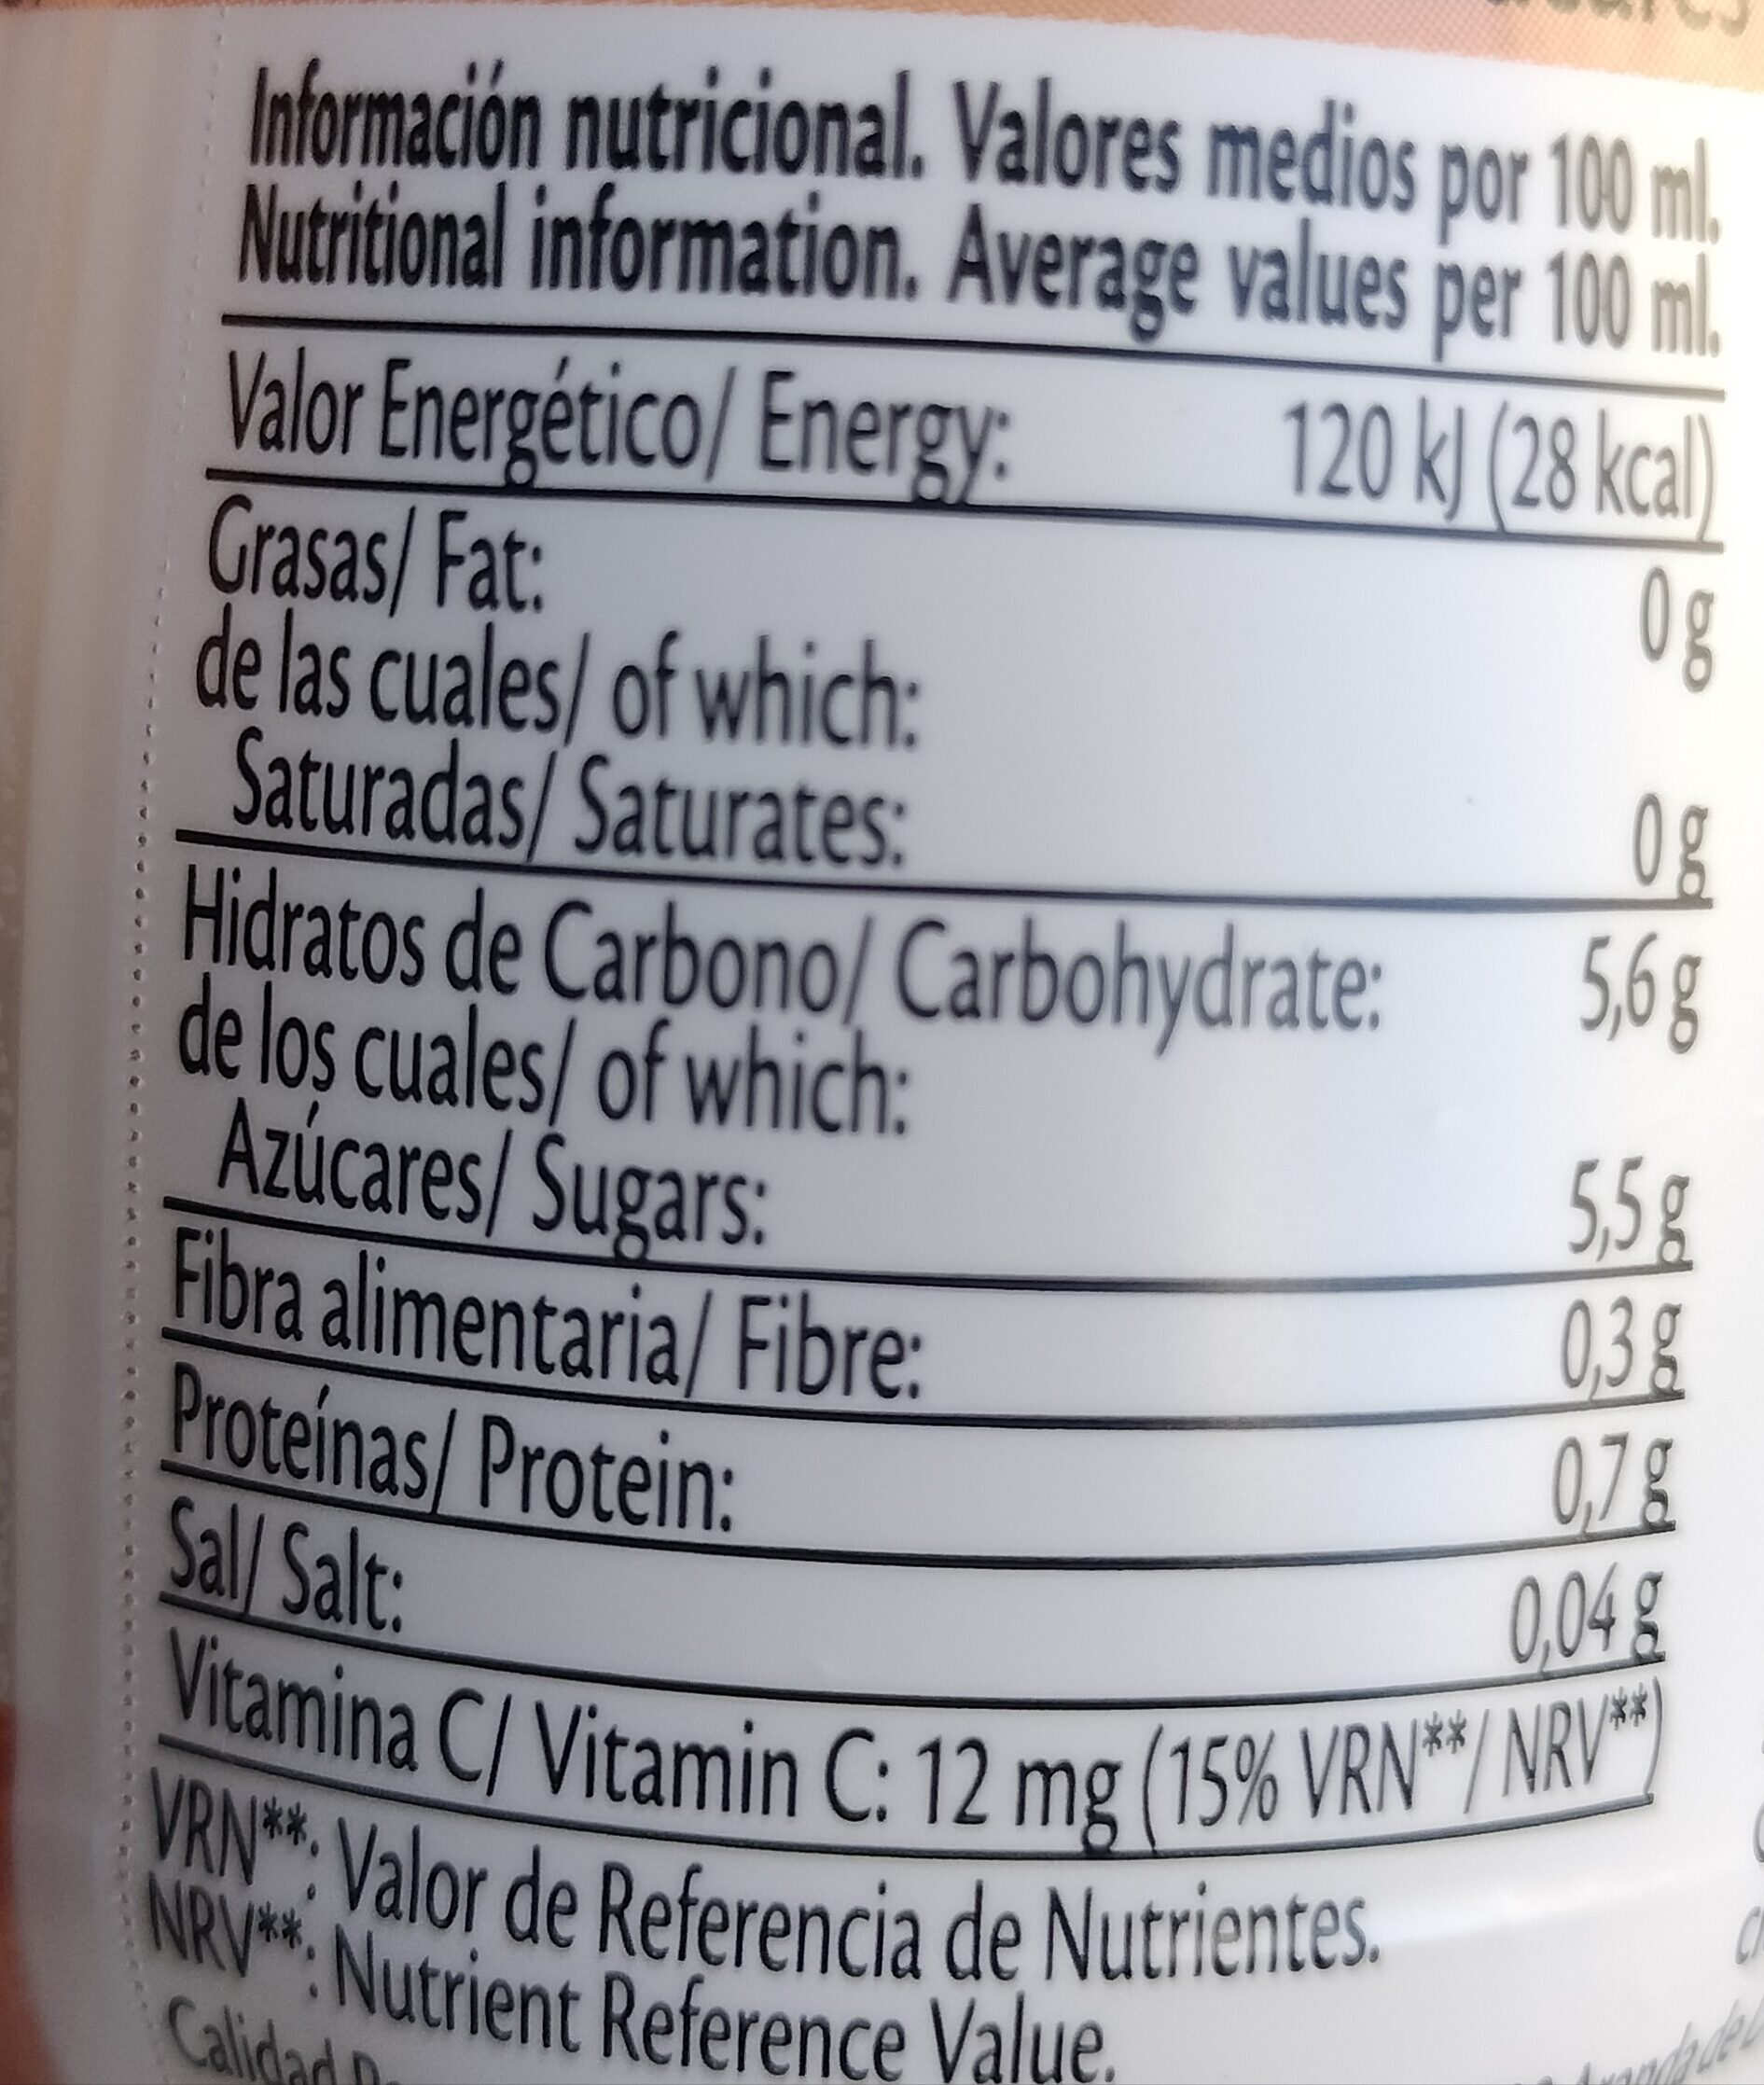 Información nutricional. Valores medios por 100 ml.
Nutritional information. Average values per 100 ml.
Valor Energético/ Energy: 120 kJ (28 kcal)
Grasas/ Fat: 0 g
de las cuales/ of which:
Saturadas/ Saturates: 0 g
Hidratos de Carbono/ Carbohydrate: 5,6 g
de los cuales/ of which:
Azúcares/ Sugars: 5,5 g
Fibra alimentaria/ Fibre: 0,3 g
Proteínas/ Protein: 0,7 g
Sal/ Salt: 0,04 g
Vitamina C/ Vitamin C: 12 mg (15% VRN**/ NRV**)
VRN**: Valor de Referencia de Nutrientes.
NRV**: Nutrient Reference Value.
Calidad